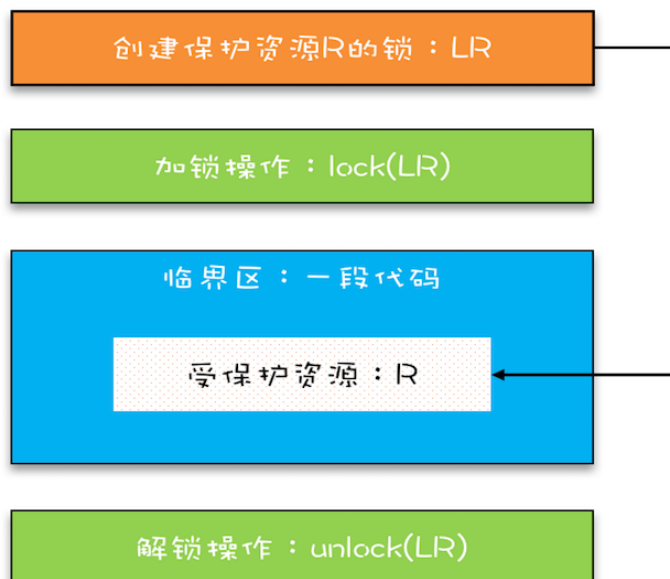 创建保护资源R的锁：LR
加锁操作：lock(LR)
临界区：一段代码
受保护资源：R
解锁操作：unlock(LR)